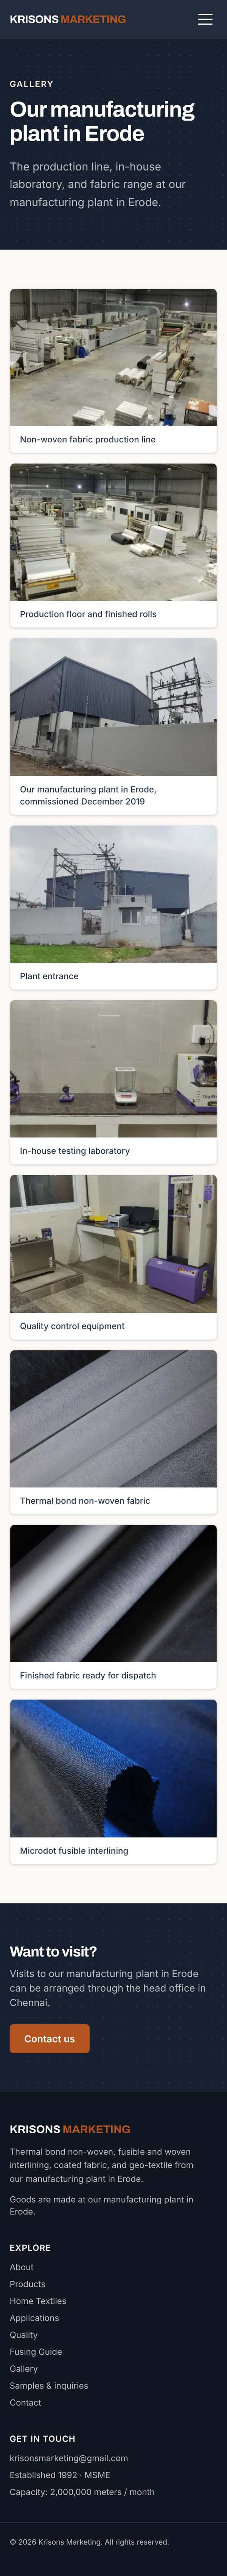 KRISONS MARKETING
GALLERY
Our manufacturing
plant in Erode
The production line, in-house
laboratory, and fabric range at our
manufacturing plant in Erode.
Non-woven fabric production line
Production floor and finished rolls
Our manufacturing plant in Erode,
commissioned December 2019
Plant entrance
In-house testing laboratory
Quality control equipment
Thermal bond non-woven fabric
Finished fabric ready for dispatch
Microdot fusible interlining
Want to visit?
Visits to our manufacturing plant in Erode
can be arranged through the head office in
Chennai.
Contact us
KRISONS MARKETING
Thermal bond non-woven, fusible and woven
interlining, coated fabric, and geo-textile from
our manufacturing plant in Erode.
Goods are made at our manufacturing plant in
Erode.
EXPLORE
About
Products
Home Textiles
Applications
Quality
Fusing Guide
Gallery
Samples & inquiries
Contact
GET IN TOUCH
krisonsmarketing@gmail.com
Established 1992 · MSME
Capacity: 2,000,000 meters / month
© 2026 Krisons Marketing. All rights reserved.